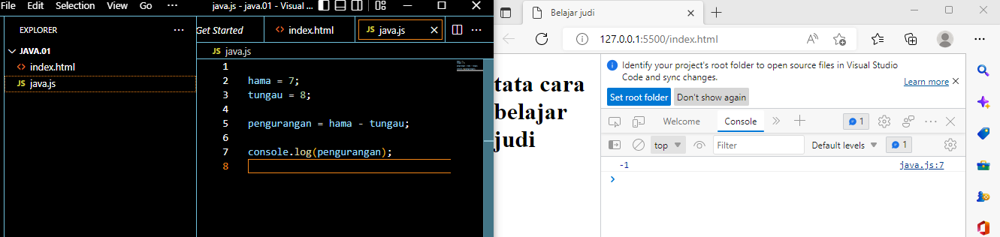 File Edit Selection View Go ··· java.js - java.01 - Visual ...
EXPLORER ···
JAVA.01
index.html
JS java.js
Get Started index.html JS java.js
JS java.js
1
2 hama = 7;
3 tungau = 8;
4
5 pengurangan = hama - tungau;
6
7 console.log(pengurangan);
8
Belajar judi
127.0.0.1:5500/index.html
tata cara
belajar
judi
Identify your project's root folder to open source files in Visual Studio
Code and sync changes.
Learn more
Set root folder Don't show again
Welcome Console 1
top Filter Default levels 1
-1 java.js:7